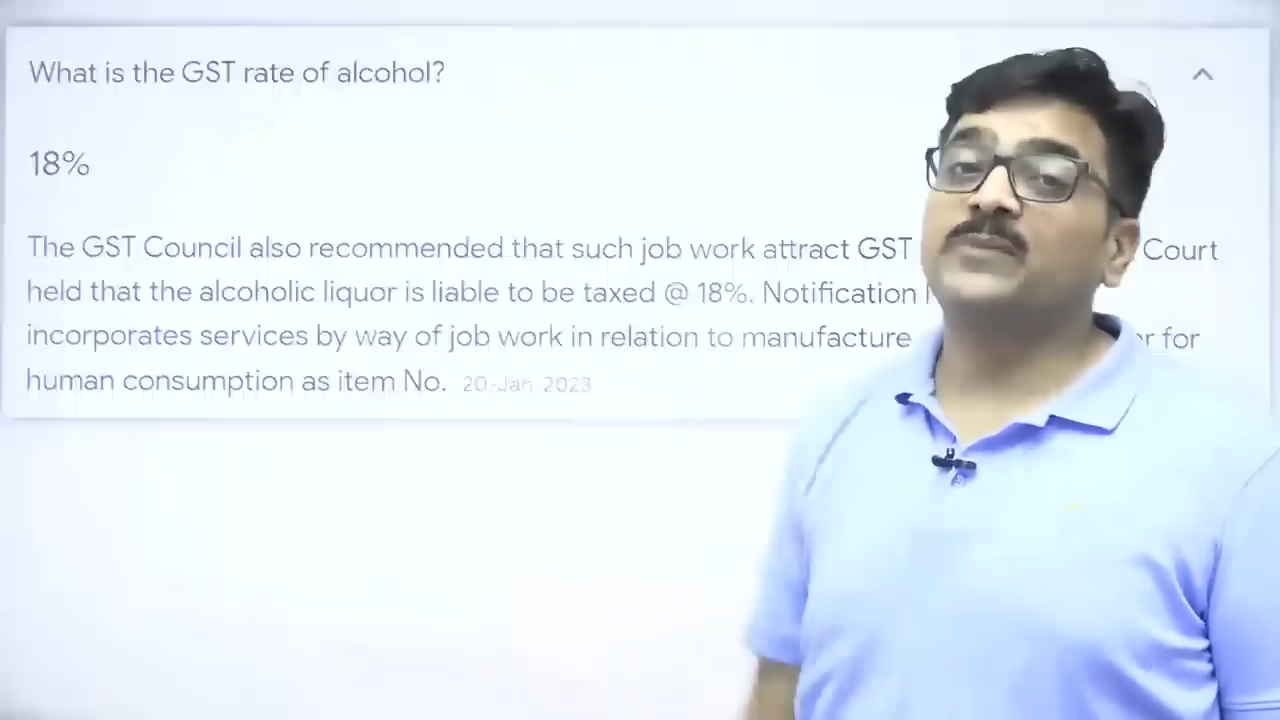 What is the GST rate of alcohol?
18%
The GST Council also recommended that such job work attract GST Court
held that the alcoholic liquor is liable to be taxed @ 18%. Notification
incorporates services by way of job work in relation to manufacture for
human consumption as item No. 20-Jan 2023